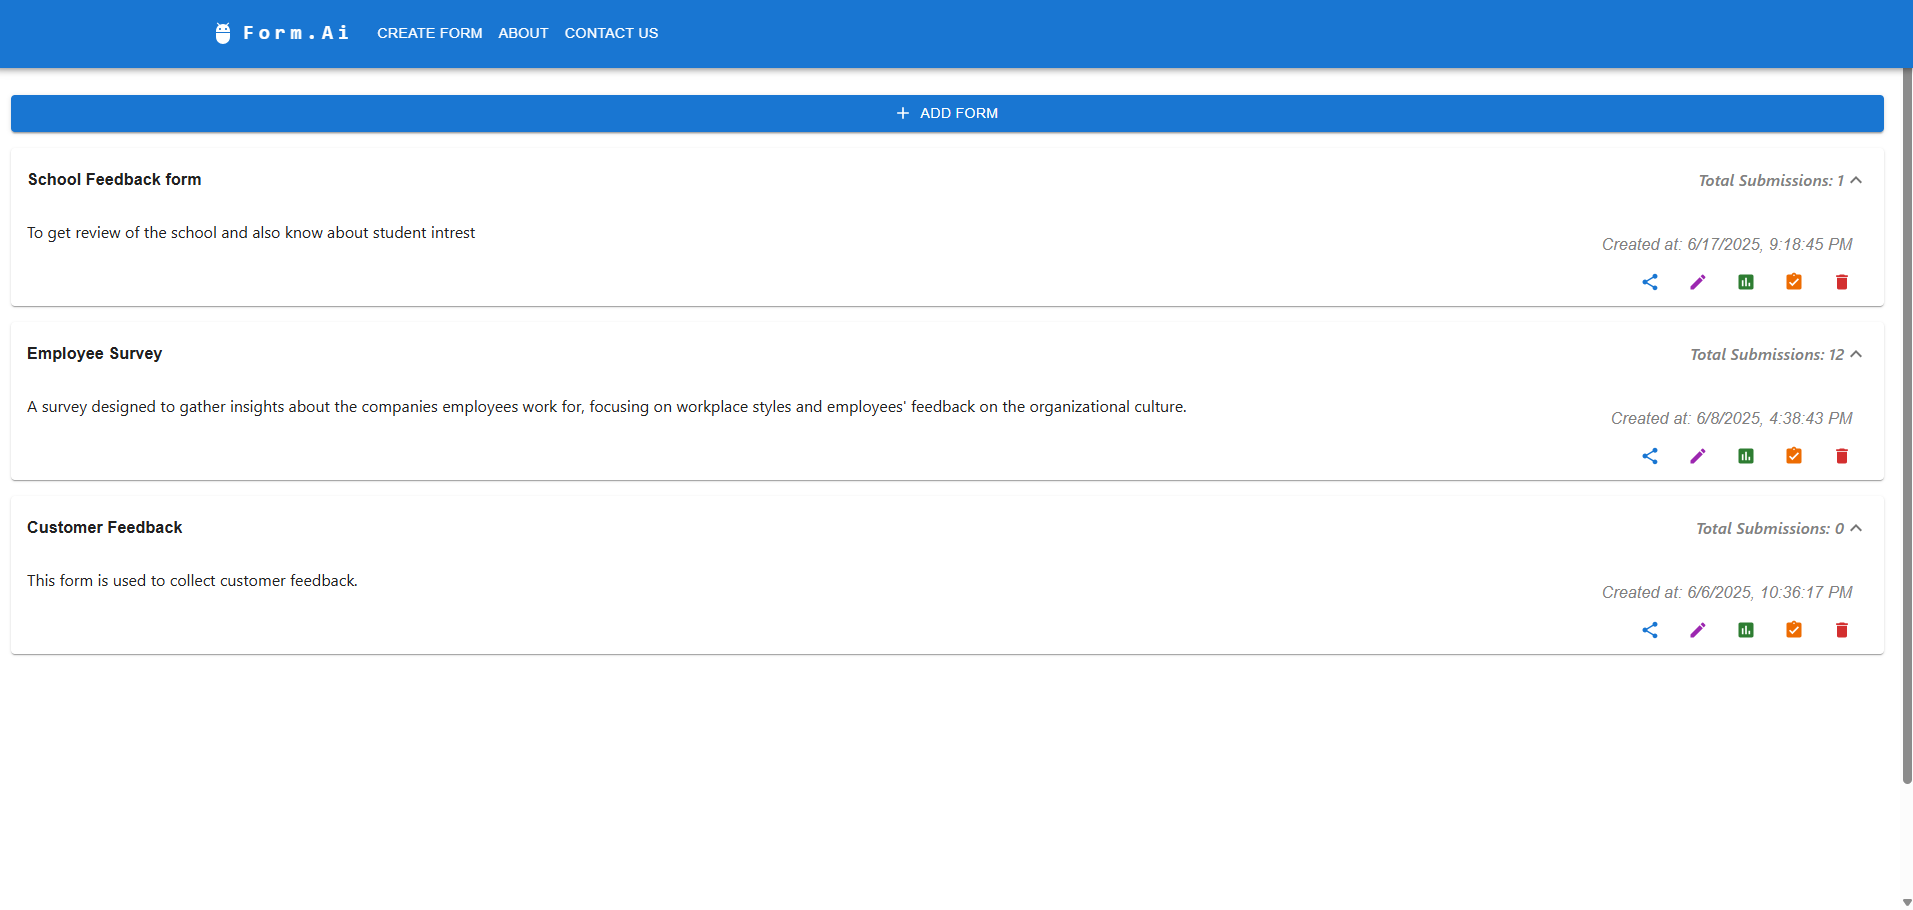 Form.Ai CREATE FORM ABOUT CONTACT US
ADD FORM
School Feedback form Total Submissions: 1
To get review of the school and also know about student intrest
Created at: 6/17/2025, 9:18:45 PM
Employee Survey Total Submissions: 12
A survey designed to gather insights about the companies employees work for, focusing on workplace styles and employees' feedback on the organizational culture.
Created at: 6/8/2025, 4:38:43 PM
Customer Feedback Total Submissions: 0
This form is used to collect customer feedback.
Created at: 6/6/2025, 10:36:17 PM